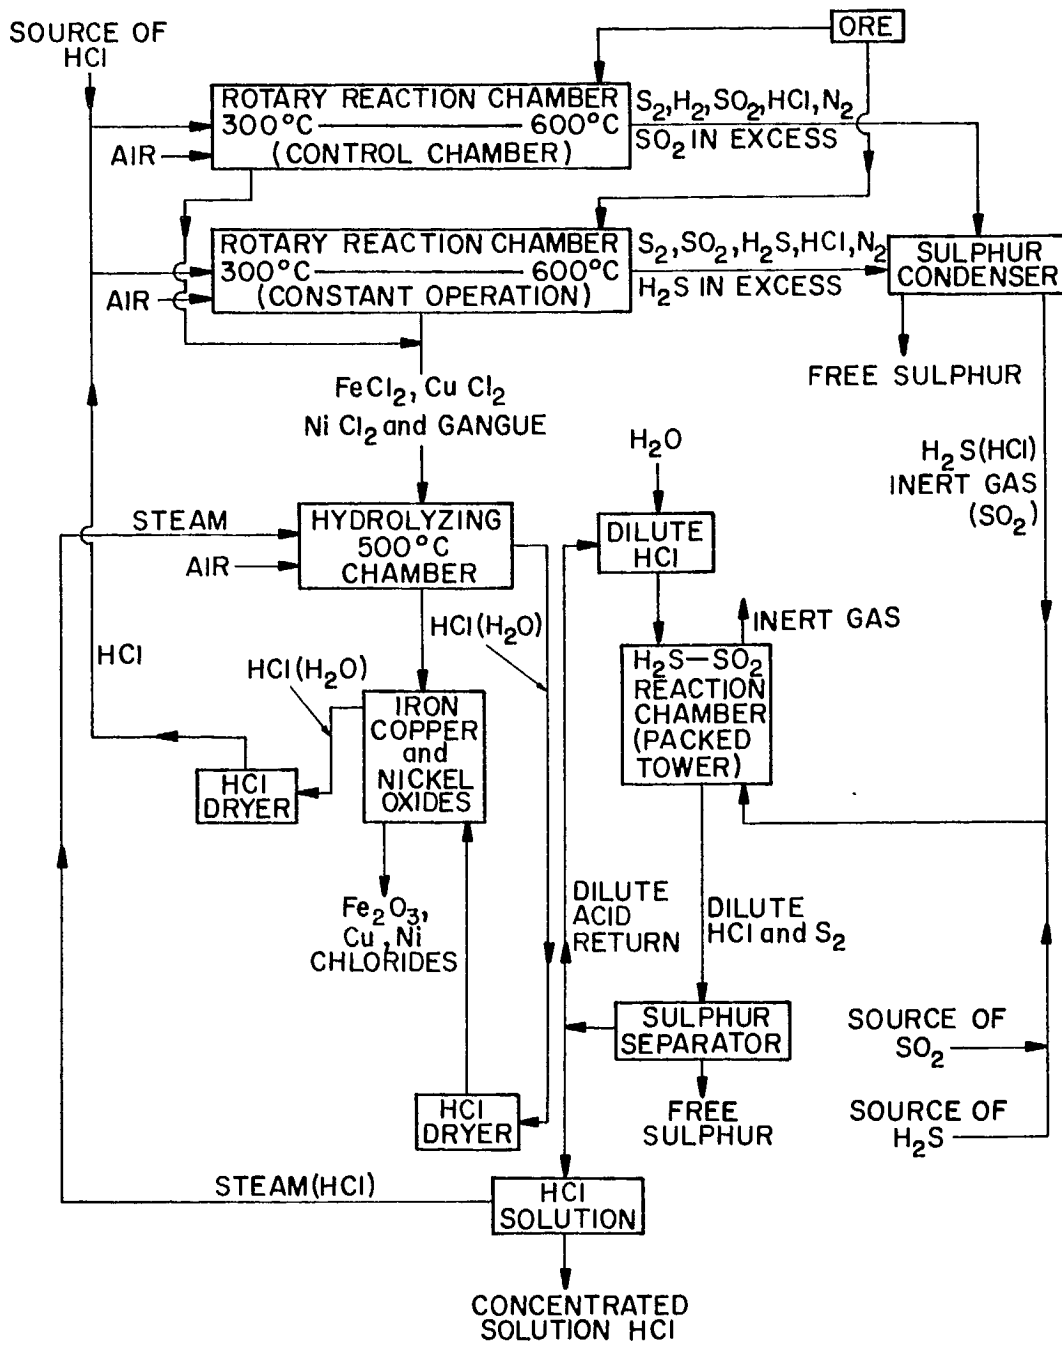 SOURCE OF
HCl
ORE
ROTARY REACTION CHAMBER
300°C 600°C
(CONTROL CHAMBER)
AIR
S2,H2,SO2,HCl,N2
SO2 IN EXCESS
ROTARY REACTION CHAMBER
300°C 600°C
(CONSTANT OPERATION)
AIR
S2,SO2,H2S,HCl,N2
H2S IN EXCESS
SULPHUR
CONDENSER
FREE SULPHUR
FeCl2, Cu Cl2
Ni Cl2 and GANGUE
H2O
H2S(HCl)
INERT GAS
(SO2)
STEAM
AIR
HYDROLYZING
500°C
CHAMBER
DILUTE
HCl
HCl(H2O)
INERT GAS
HCl
HCl(H2O)
H2S—SO2
REACTION
CHAMBER
(PACKED
TOWER)
IRON
COPPER
and
NICKEL
OXIDES
HCl
DRYER
Fe2O3,
Cu,Ni
CHLORIDES
DILUTE
ACID
RETURN
DILUTE
HCl and S2
SULPHUR
SEPARATOR
SOURCE OF
SO2
FREE
SULPHUR
SOURCE OF
H2S
HCl
DRYER
STEAM(HCl)
HCl
SOLUTION
CONCENTRATED
SOLUTION HCl